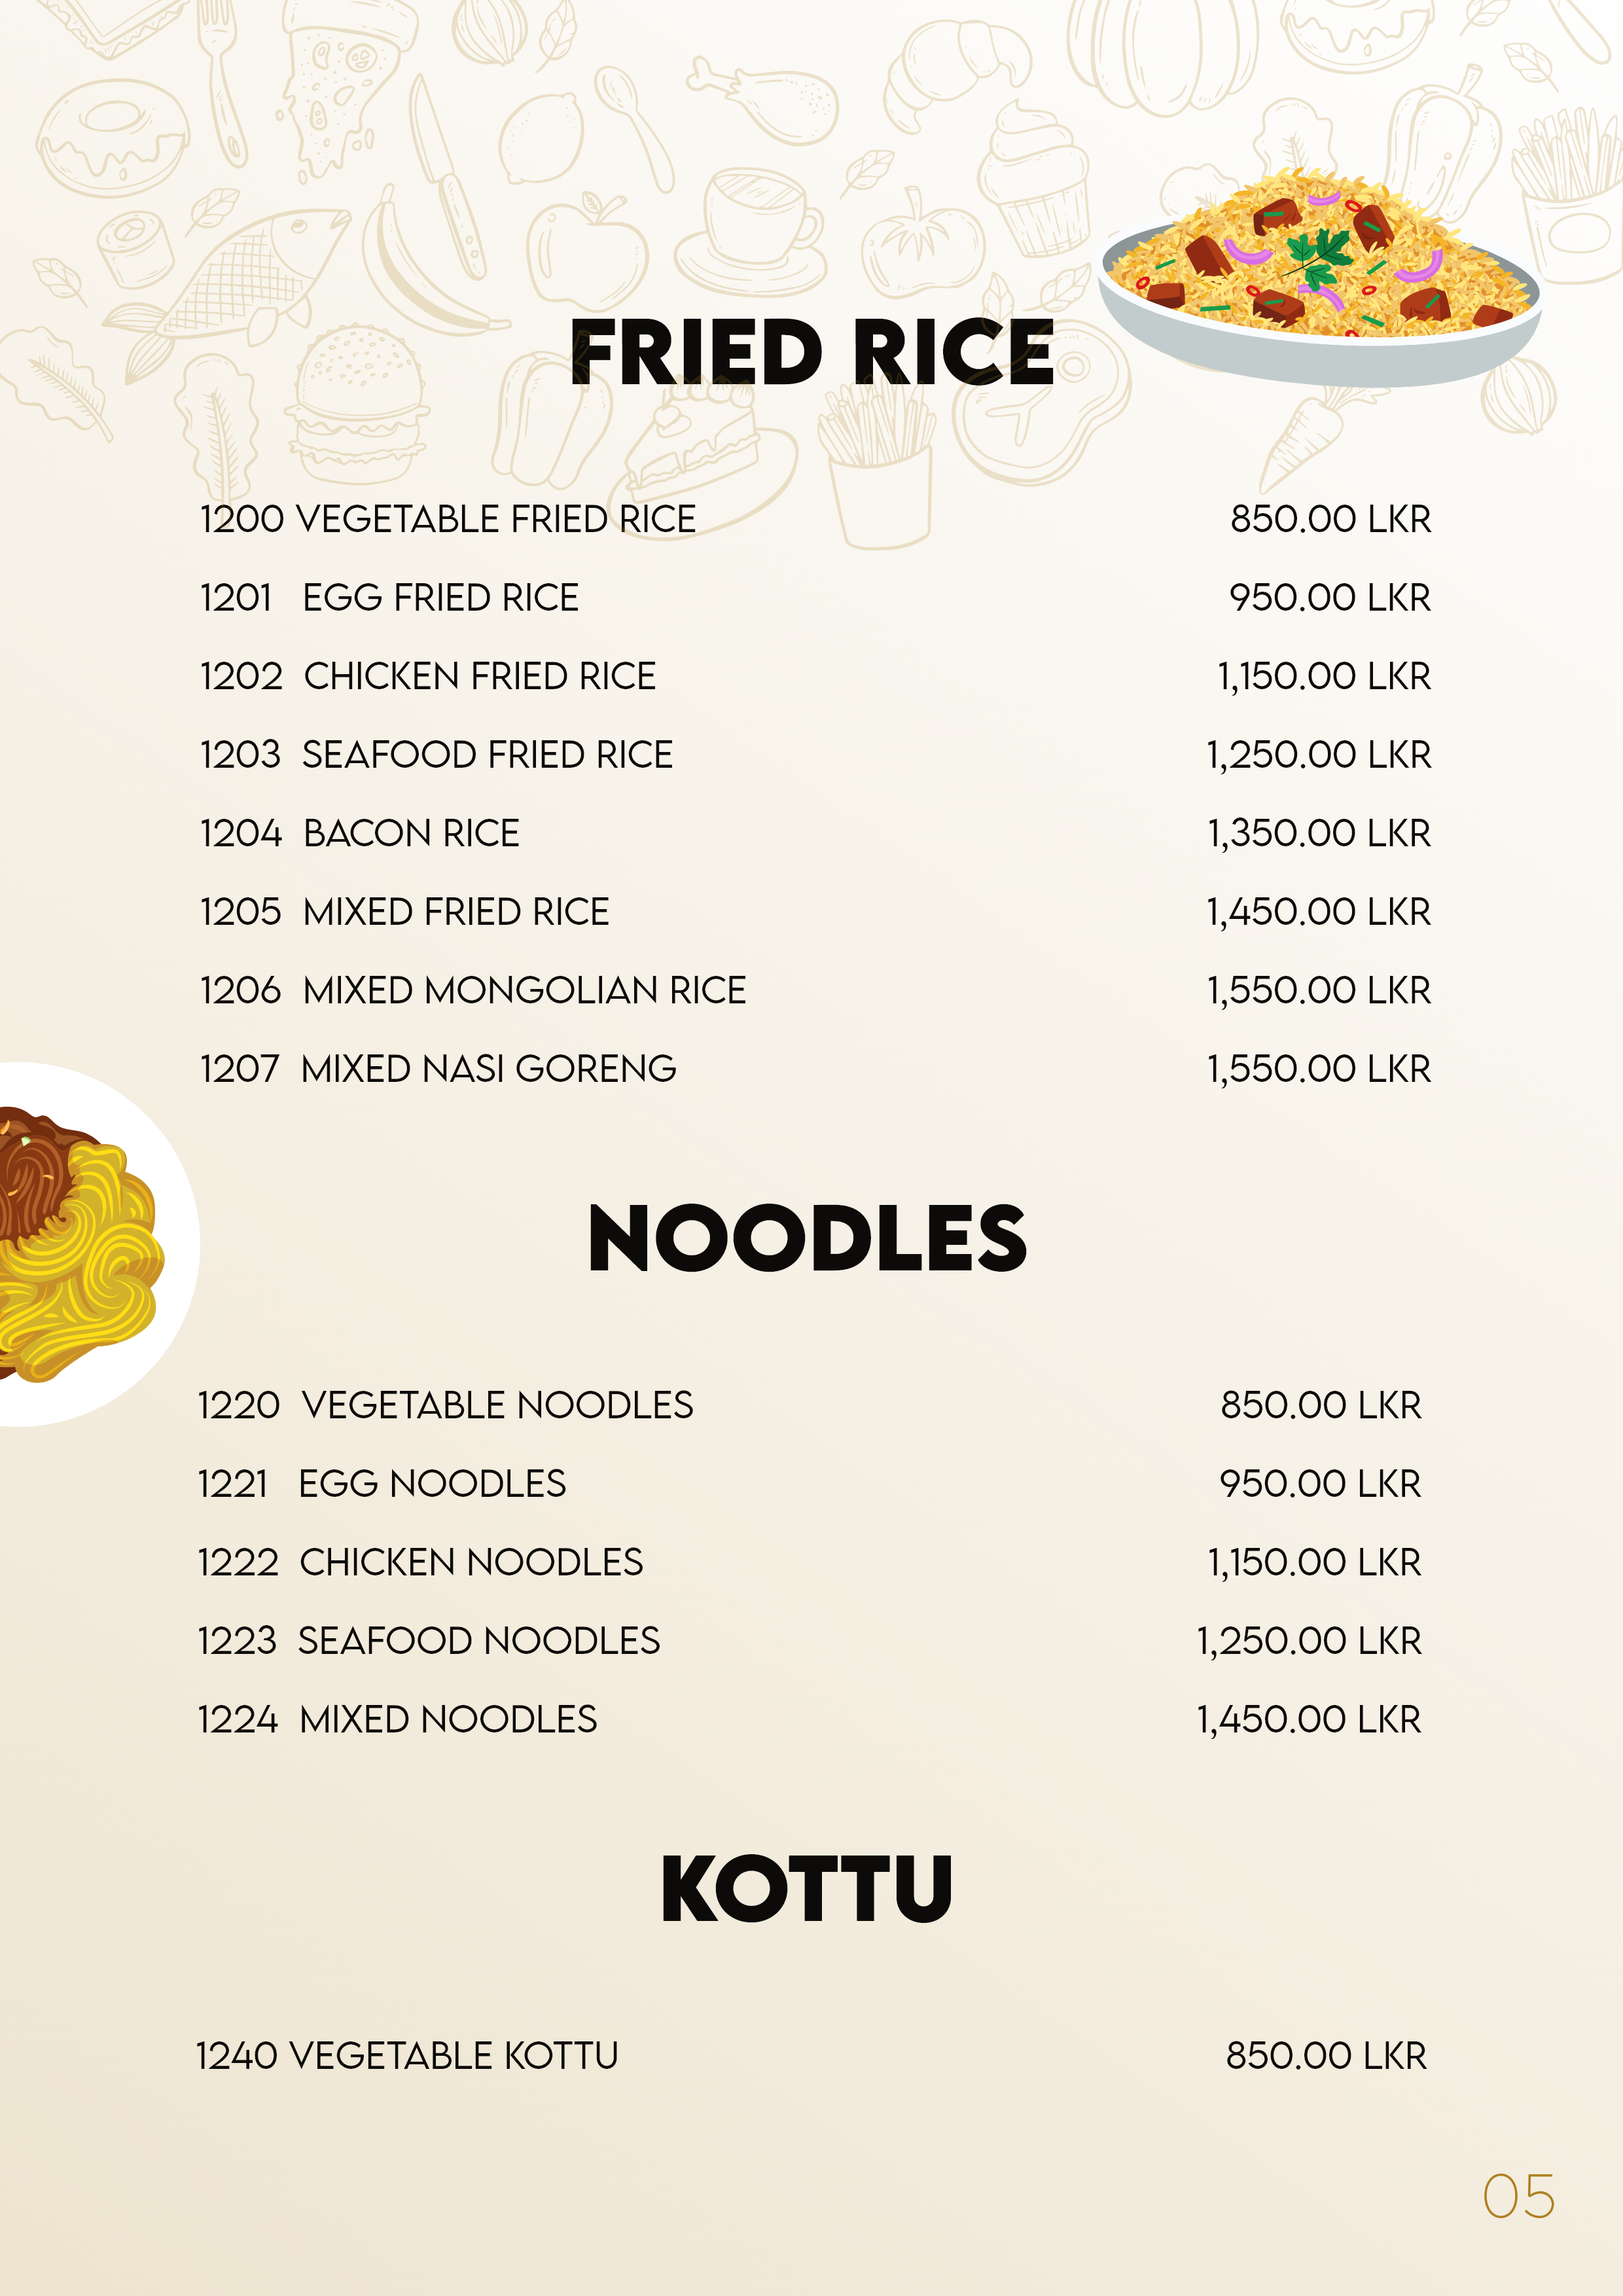 FRIED RICE
1200 VEGETABLE FRIED RICE 850.00 LKR
1201 EGG FRIED RICE 950.00 LKR
1202 CHICKEN FRIED RICE 1,150.00 LKR
1203 SEAFOOD FRIED RICE 1,250.00 LKR
1204 BACON RICE 1,350.00 LKR
1205 MIXED FRIED RICE 1,450.00 LKR
1206 MIXED MONGOLIAN RICE 1,550.00 LKR
1207 MIXED NASI GORENG 1,550.00 LKR
NOODLES
1220 VEGETABLE NOODLES 850.00 LKR
1221 EGG NOODLES 950.00 LKR
1222 CHICKEN NOODLES 1,150.00 LKR
1223 SEAFOOD NOODLES 1,250.00 LKR
1224 MIXED NOODLES 1,450.00 LKR
KOTTU
1240 VEGETABLE KOTTU 850.00 LKR
05